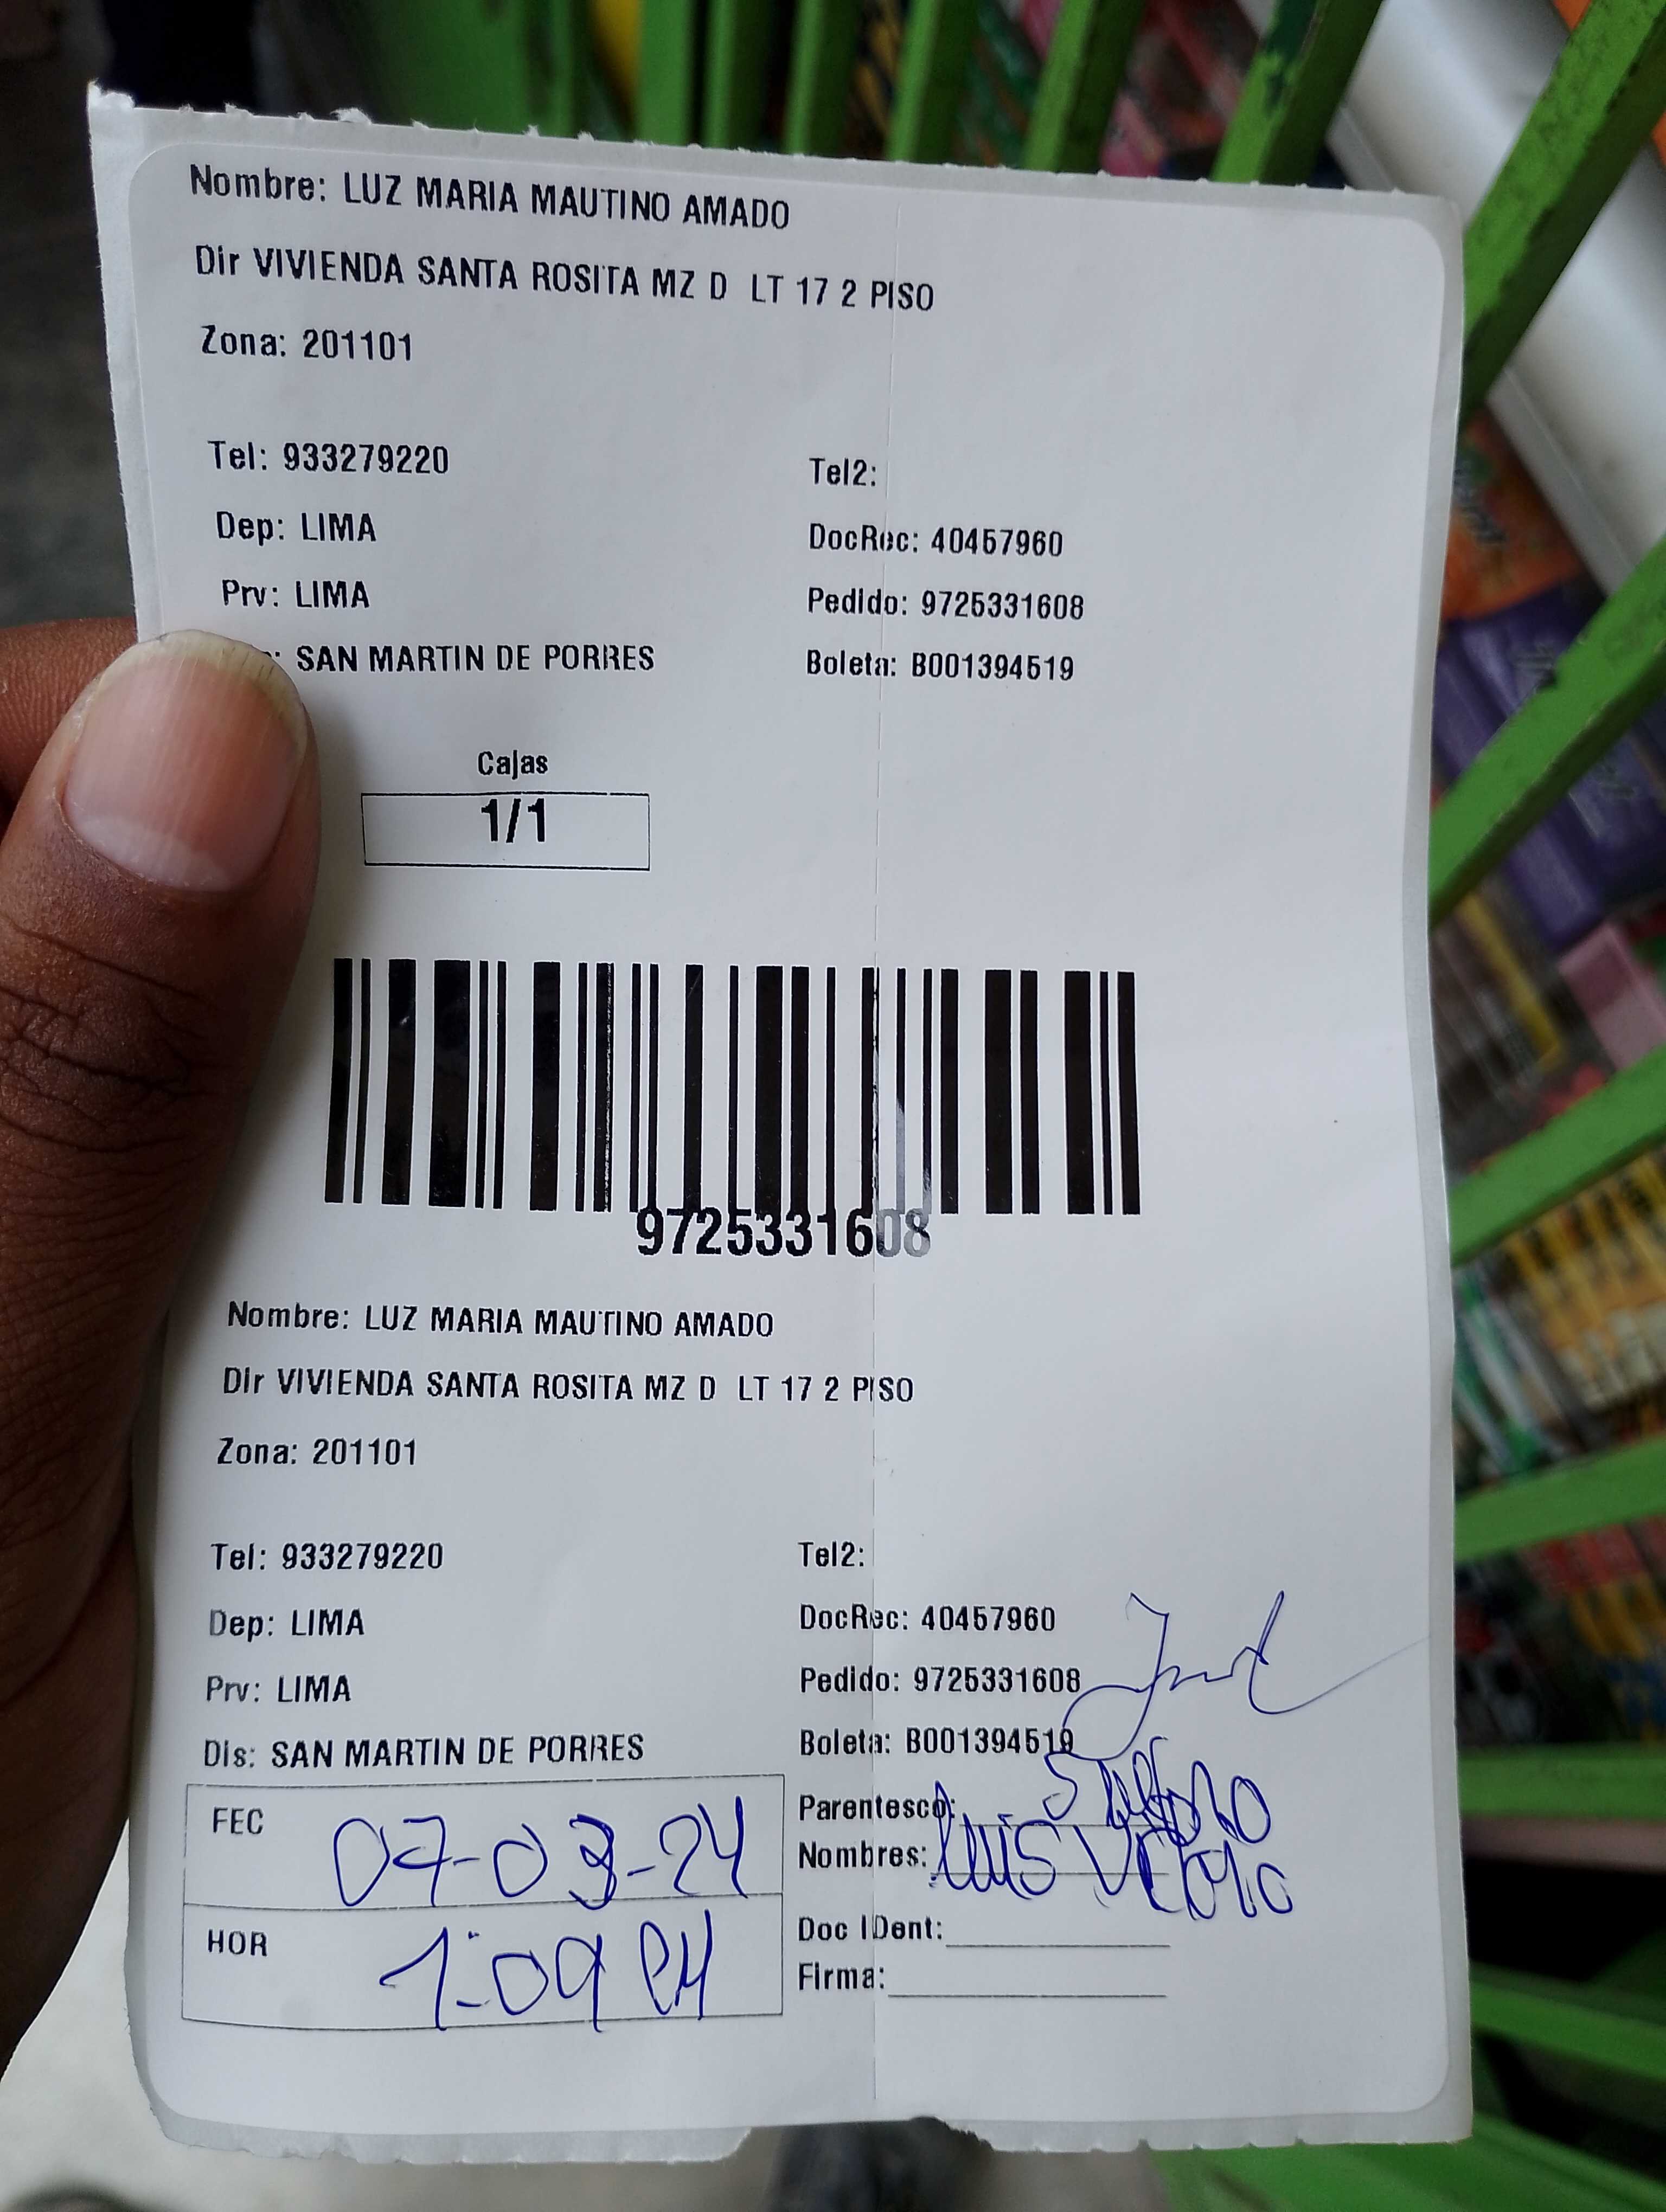 Nombre: LUZ MARIA MAUTINO AMADO
Dir VIVIENDA SANTA ROSITA MZ D LT 17 2 PISO
Zona: 201101
Tel: 933279220 Tel2:
Dep: LIMA DocRec: 40457960
Prv: LIMA Pedido: 9725331608
: SAN MARTIN DE PORRES Boleta: B001394519
Cajas
1/1
9725331608
Nombre: LUZ MARIA MAUTINO AMADO
Dir VIVIENDA SANTA ROSITA MZ D LT 17 2 PISO
Zona: 201101
Tel: 933279220 Tel2:
Dep: LIMA DocRec: 40457960
Prv: LIMA Pedido: 9725331608
Dis: SAN MARTIN DE PORRES Boleta: B001394519
FEC 07-03-24 Parentesco:
Nombres: Luis
HOR 1:09 PM Doc IDent:
Firma: